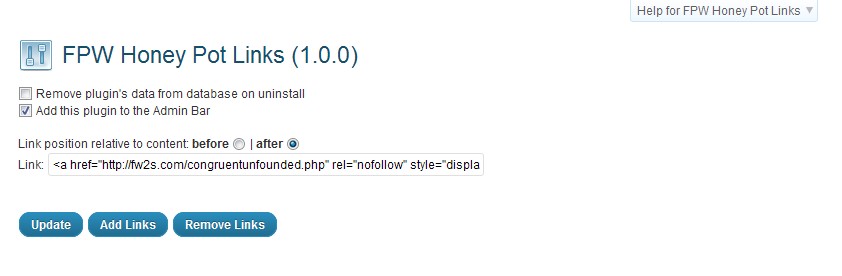 Help for FPW Honey Pot Links
FPW Honey Pot Links (1.0.0)
Remove plugin's data from database on uninstall
Add this plugin to the Admin Bar
Link position relative to content: before | after
Link: <a href="http://fw2s.com/congruentunfounded.php" rel="nofollow" style="displa
Update Add Links Remove Links